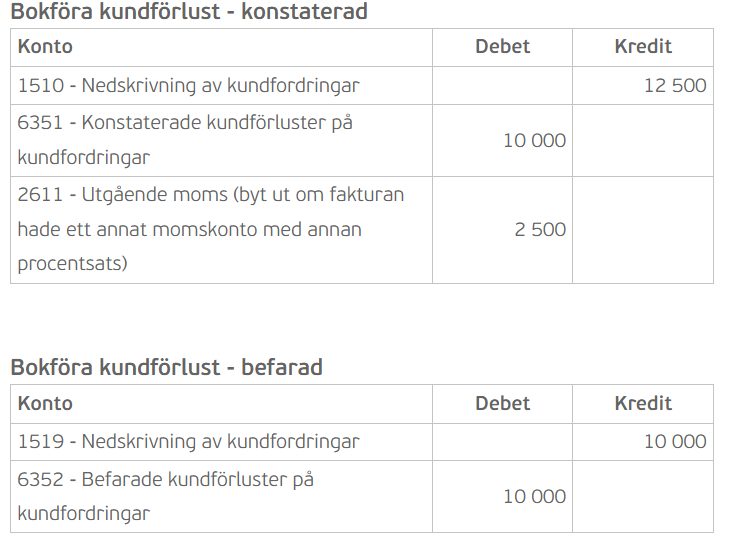 Bokföra kundförlust - konstaterad
Konto Debet Kredit
1510 - Nedskrivning av kundfordringar 12 500
6351 - Konstaterade kundförluster på
kundfordringar 10 000
2611 - Utgående moms (byt ut om fakturan
hade ett annat momskonto med annan 2 500
procentsats)
Bokföra kundförlust - befarad
Konto Debet Kredit
1519 - Nedskrivning av kundfordringar 10 000
6352 - Befarade kundförluster på
kundfordringar 10 000